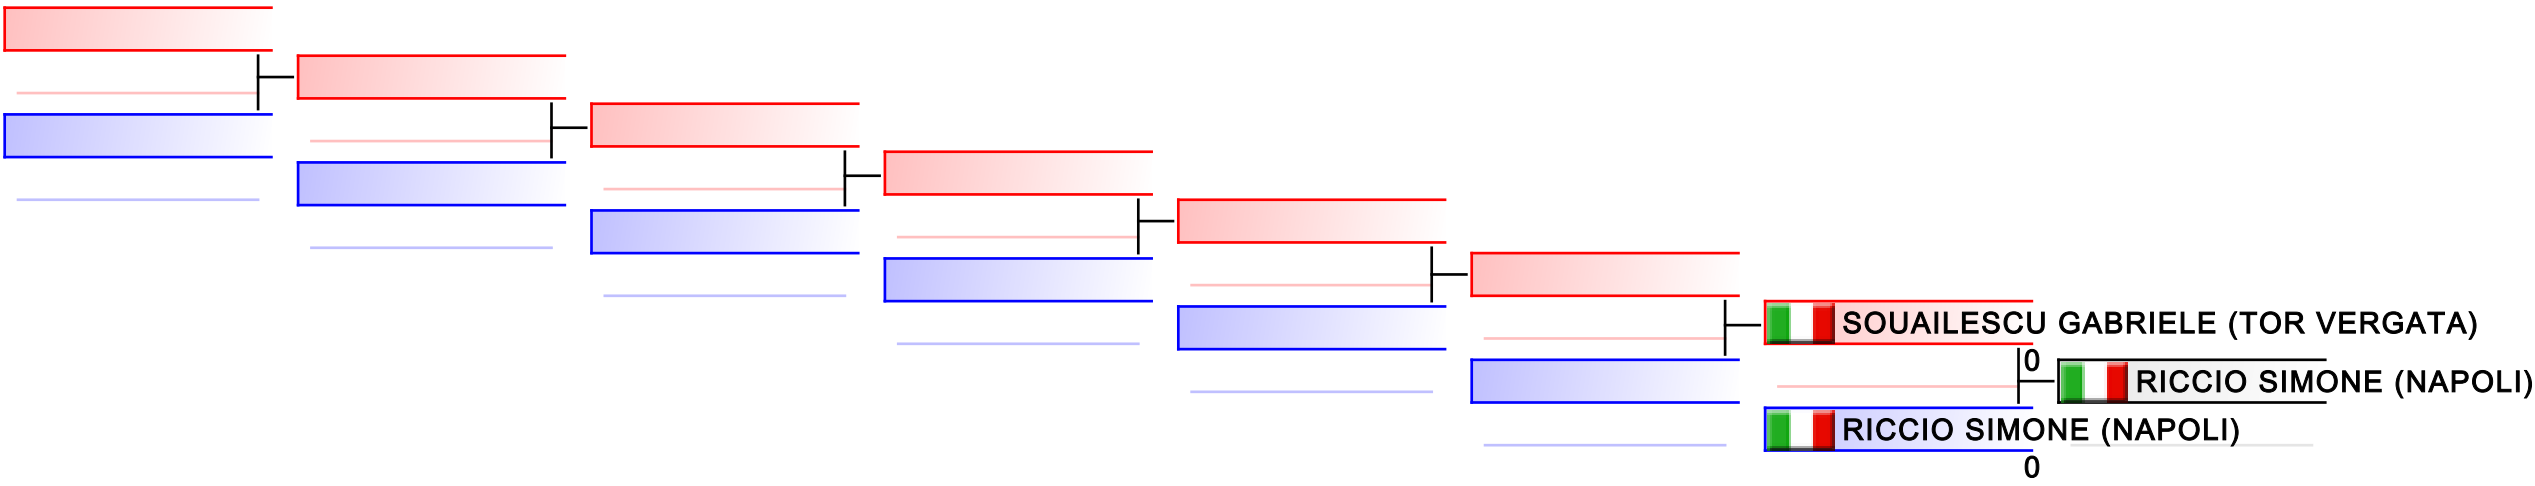 SOUAILESCU GABRIELE (TOR VERGATA)
0
RICCIO SIMONE (NAPOLI)
RICCIO SIMONE (NAPOLI)
0